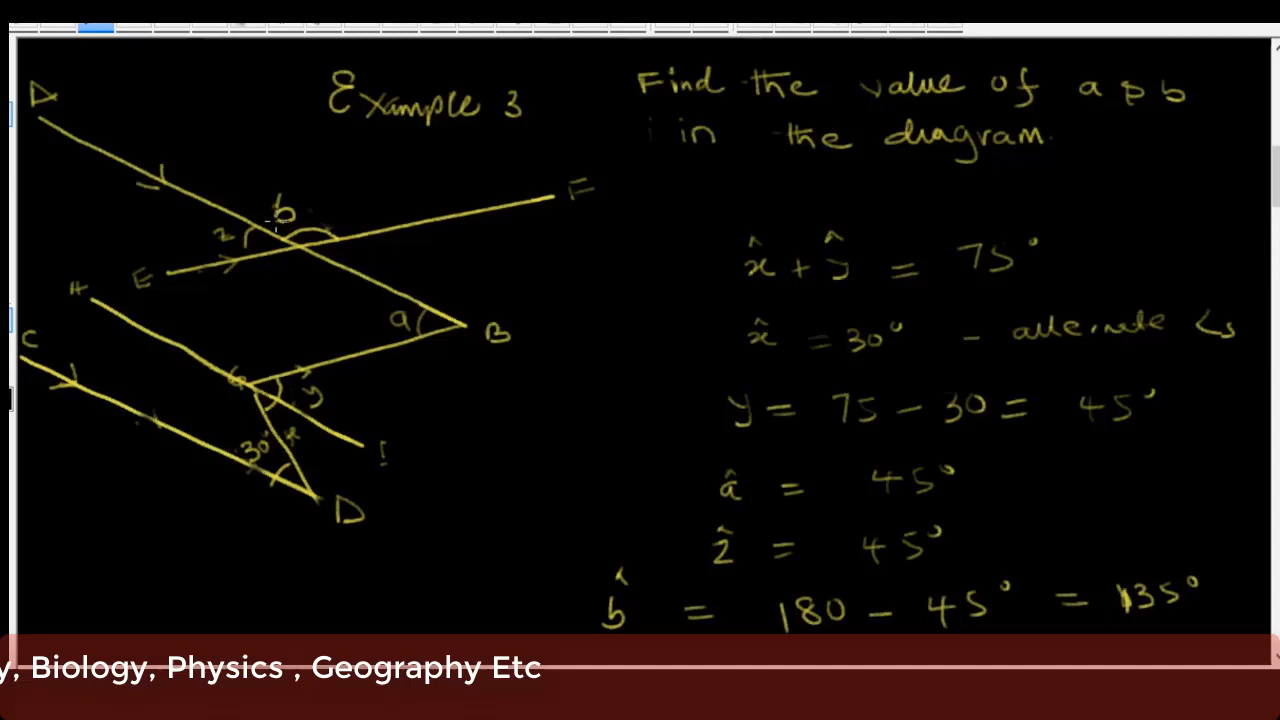 Example 3
Find the value of a & b
in the diagram.
A
b
F
z
E
H
a
B
C
G
y
30°
x
I
D
x̂ + ŷ = 75°
x̂ = 30° - alternate <s
y = 75 - 30 = 45°
â = 45°
ẑ = 45°
b̂ = 180 - 45° = 135°
y, Biology, Physics , Geography Etc